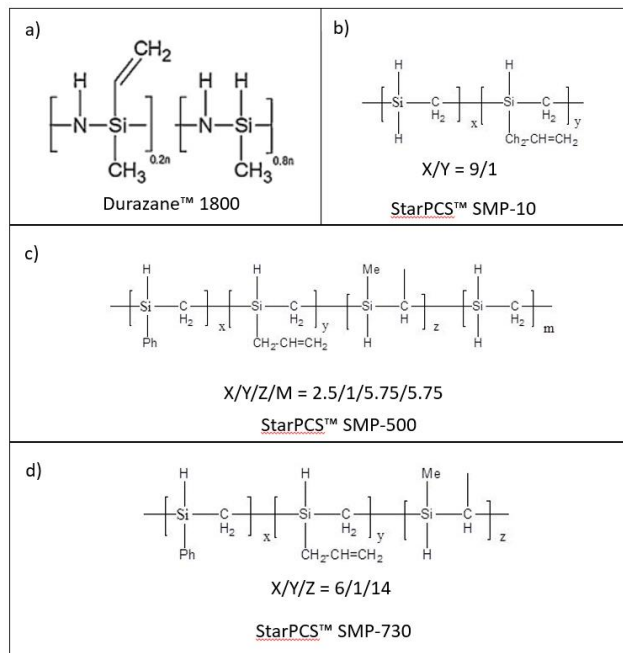 a)
H
CH₂
H
H
N
Si
N
Si
0.2n
0.8n
CH₃
CH₃
Durazane™ 1800
b)
H
H
Si
C
Si
C
H₂
x
H₂
y
H
Ch₂-CH=CH₂
X/Y = 9/1
StarPCS™ SMP-10
c)
H
H
Me
H
Si
C
Si
C
Si
C
Si
C
H₂
x
H₂
y
H
z
H₂
m
Ph
CH₂-CH=CH₂
H
H
X/Y/Z/M = 2.5/1/5.75/5.75
StarPCS™ SMP-500
d)
H
H
Me
Si
C
Si
C
Si
C
H₂
x
H₂
y
H
z
Ph
CH₂-CH=CH₂
H
X/Y/Z = 6/1/14
StarPCS™ SMP-730